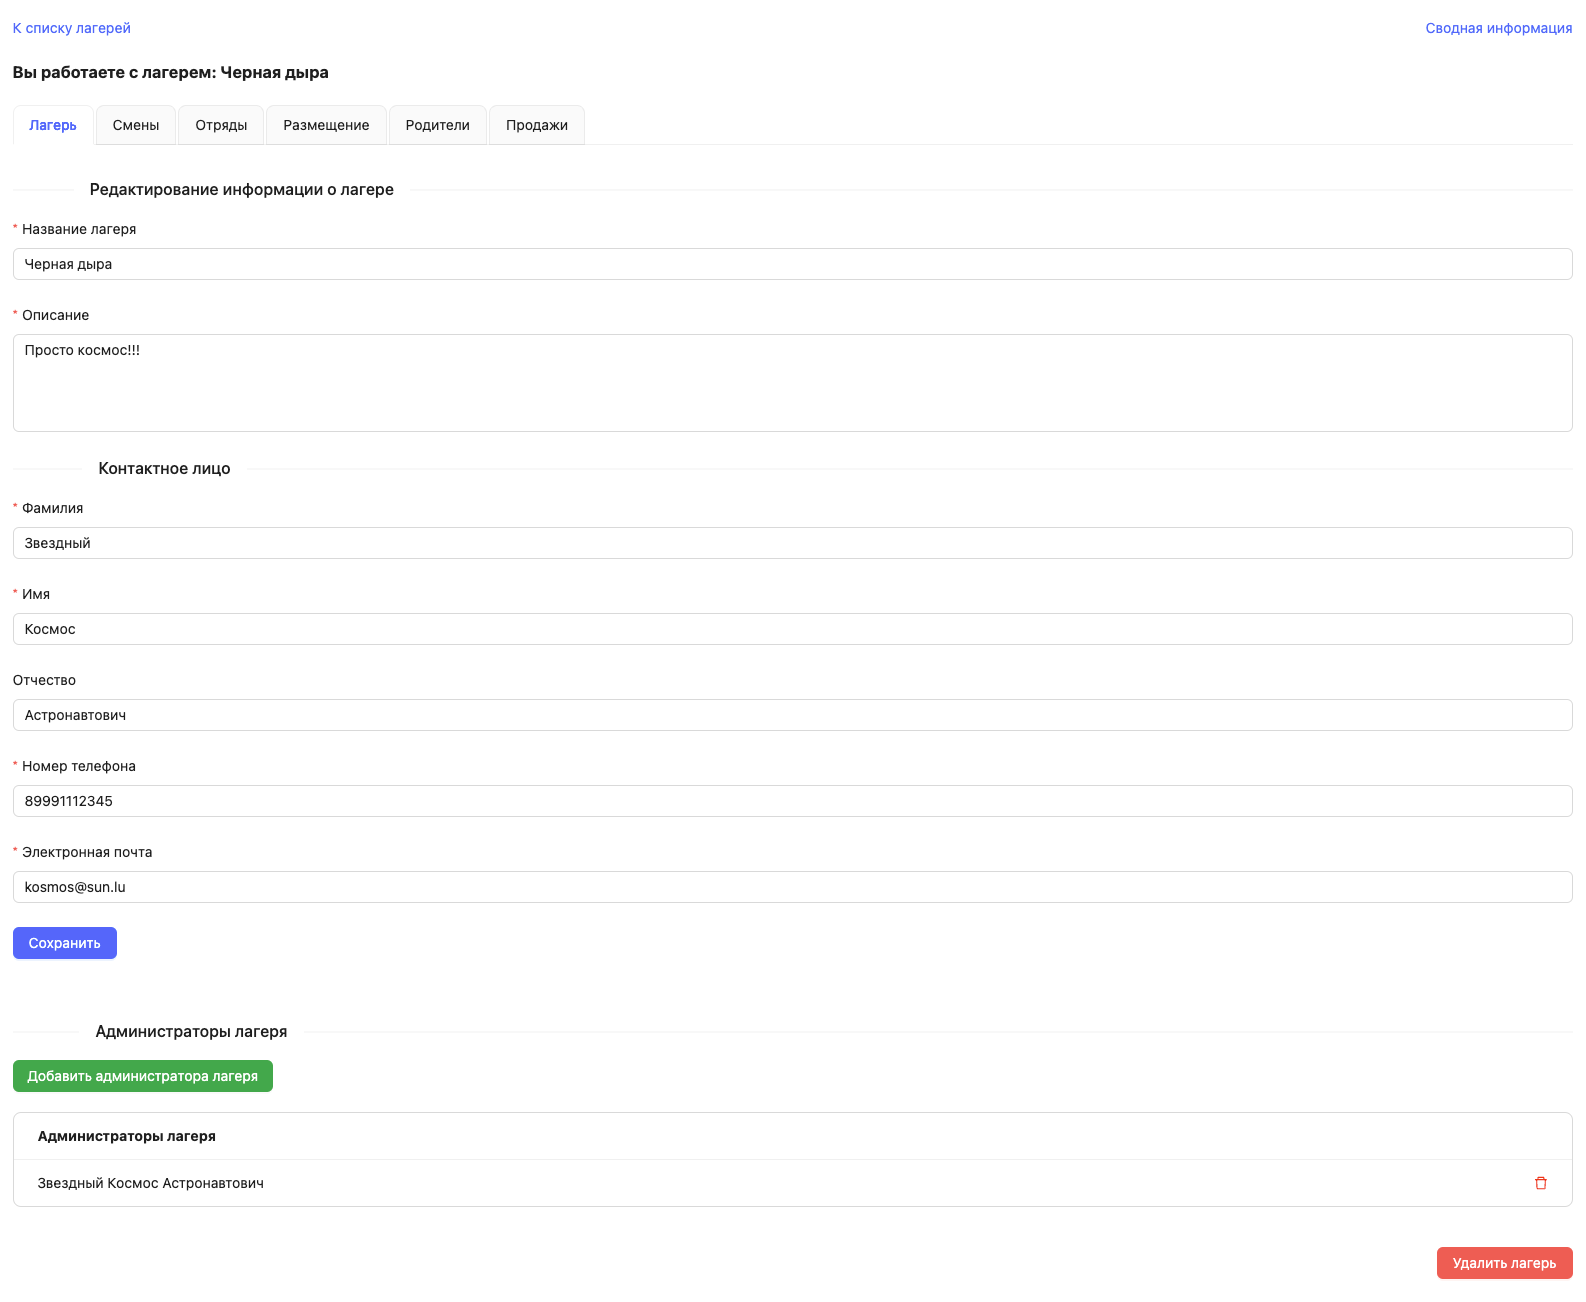 К списку лагерей
Сводная информация
Вы работаете с лагерем: Черная дыра
Лагерь
Смены
Отряды
Размещение
Родители
Продажи
Редактирование информации о лагере
* Название лагеря
Черная дыра
* Описание
Просто космос!!!
Контактное лицо
* Фамилия
Звездный
* Имя
Космос
Отчество
Астронавтович
* Номер телефона
89991112345
* Электронная почта
kosmos@sun.lu
Сохранить
Администраторы лагеря
Добавить администратора лагеря
Администраторы лагеря
Звездный Космос Астронавтович
Удалить лагерь